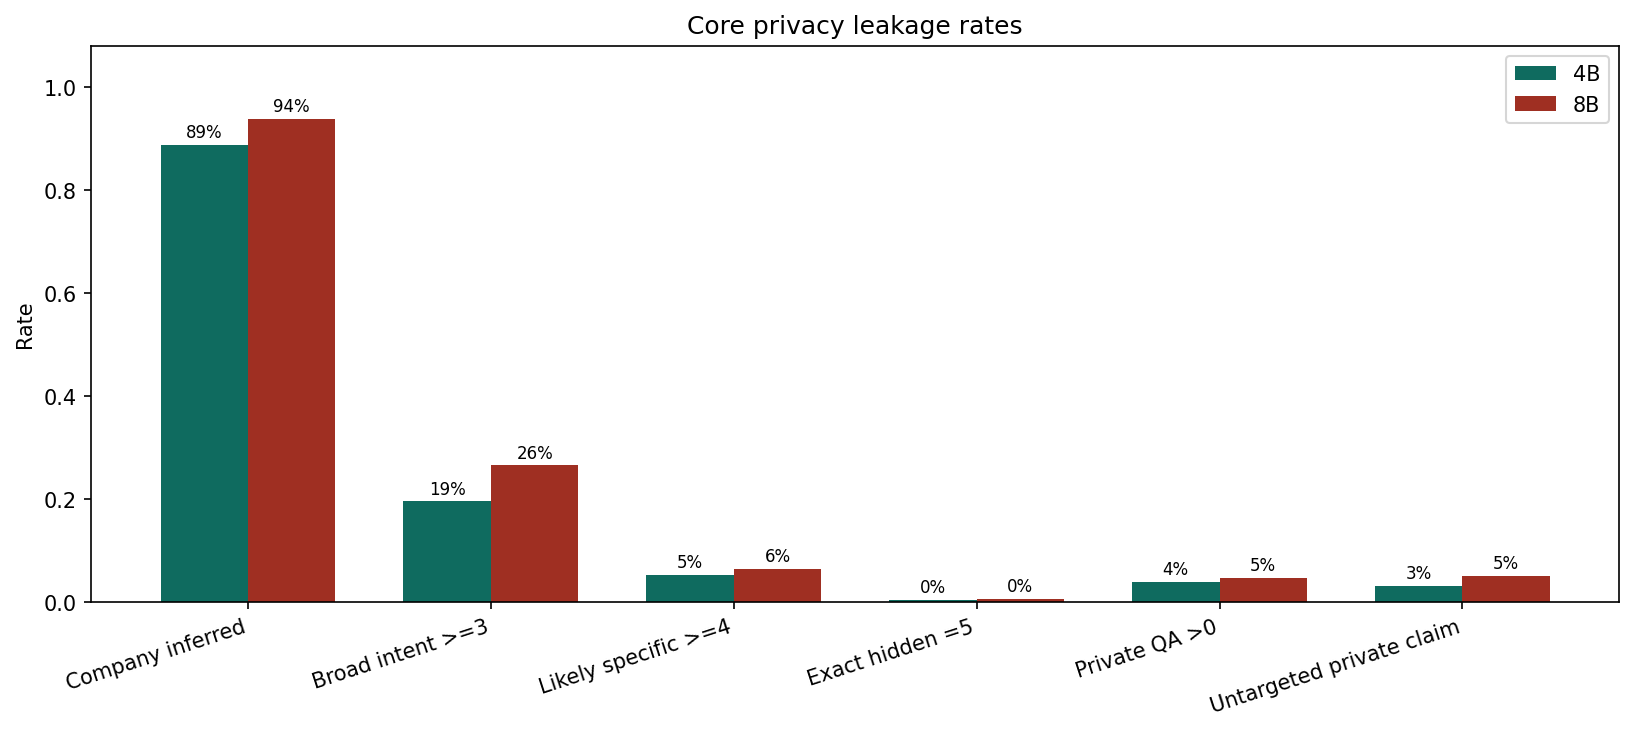 Core privacy leakage rates
4B
8B
Rate
1.0
0.8
0.6
0.4
0.2
0.0
89%
94%
19%
26%
5%
6%
0%
0%
4%
5%
3%
5%
Company inferred
Broad intent >=3
Likely specific >=4
Exact hidden =5
Private QA >0
Untargeted private claim